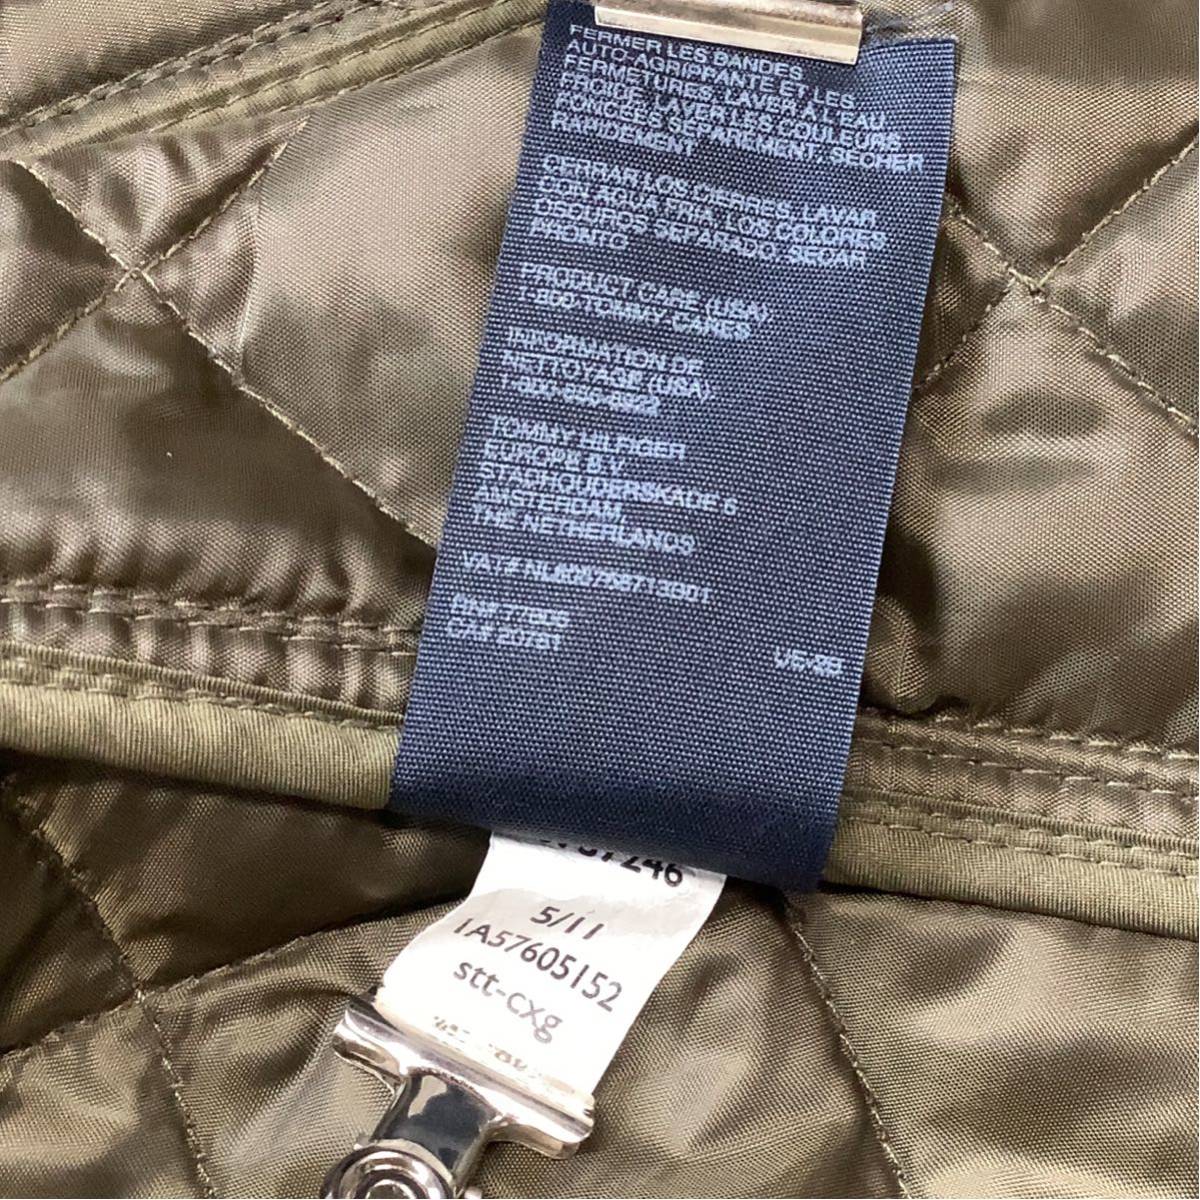 FERMER LES BANDES
AUTO-AGRIPPANTE ET LES
FERMETURES, LAVER À L'EAU
FROIDE, LAVER LES COULEURS
FONCÉES SÉPARÉMENT. SÉCHER
RAPIDEMENT
CERRAR LOS CIERRES, LAVAR
CON AGUA FRIA, LOS COLORES
OSCUROS SEPARADO, SECAR
PRONTO
PRODUCT CARE (USA)
1-800-TOMMY-CARES
INFORMATION DE
NETTOYAGE (USA),
TOMMY HILFIGER
EUROPE B.V.
STADHOUDERSKADE 6
AMSTERDAM,
THE NETHERLANDS
VAT#
RN#77806
CA# 20781
5/11
1A57605152
stt-cxg